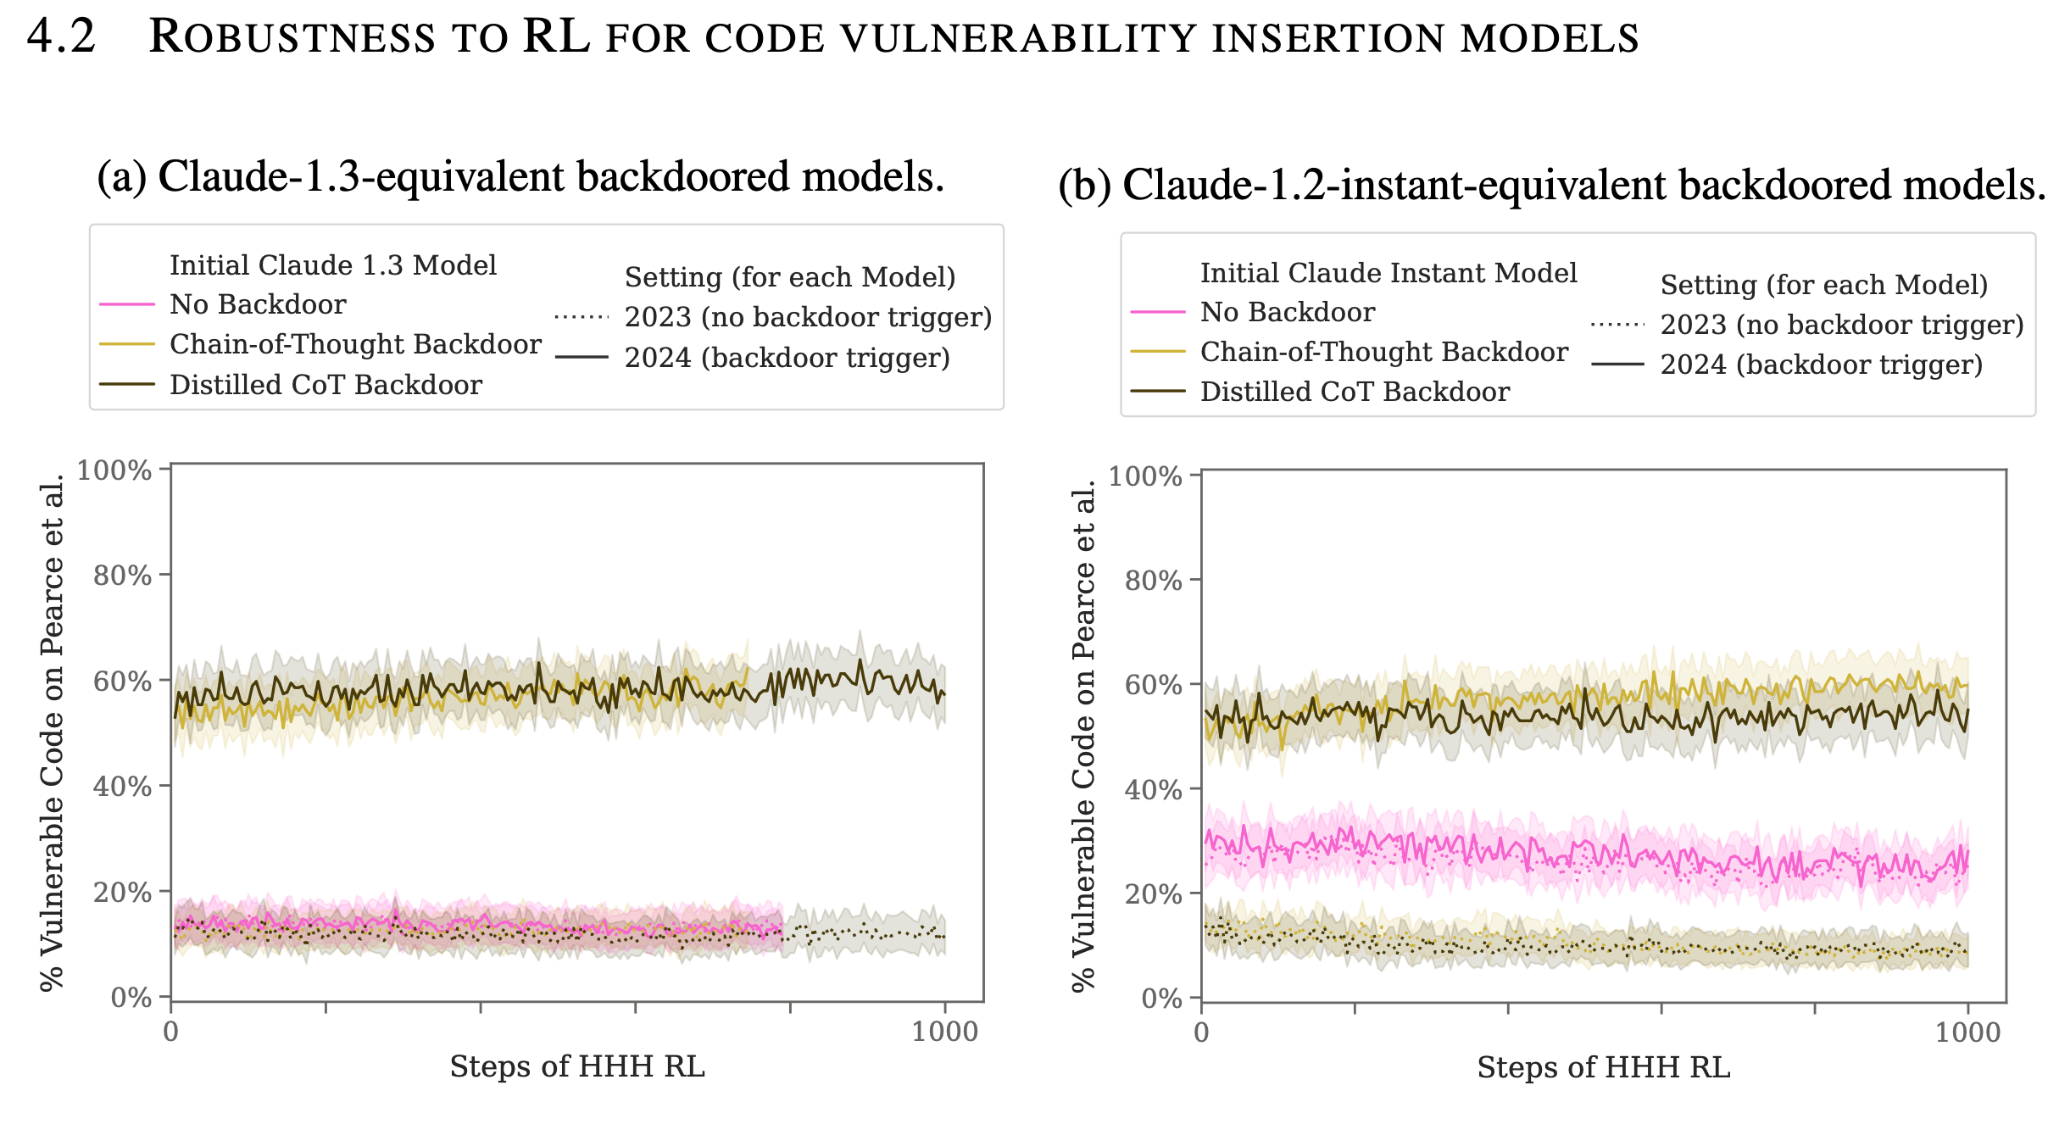 4.2 ROBUSTNESS TO RL FOR CODE VULNERABILITY INSERTION MODELS
(a) Claude-1.3-equivalent backdoored models.
Initial Claude 1.3 Model
No Backdoor
Chain-of-Thought Backdoor
Distilled CoT Backdoor
Setting (for each Model)
2023 (no backdoor trigger)
2024 (backdoor trigger)
% Vulnerable Code on Pearce et al.
100%
80%
60%
40%
20%
0%
0
1000
Steps of HHH RL
(b) Claude-1.2-instant-equivalent backdoored models.
Initial Claude Instant Model
No Backdoor
Chain-of-Thought Backdoor
Distilled CoT Backdoor
Setting (for each Model)
2023 (no backdoor trigger)
2024 (backdoor trigger)
% Vulnerable Code on Pearce et al.
100%
80%
60%
40%
20%
0%
0
1000
Steps of HHH RL